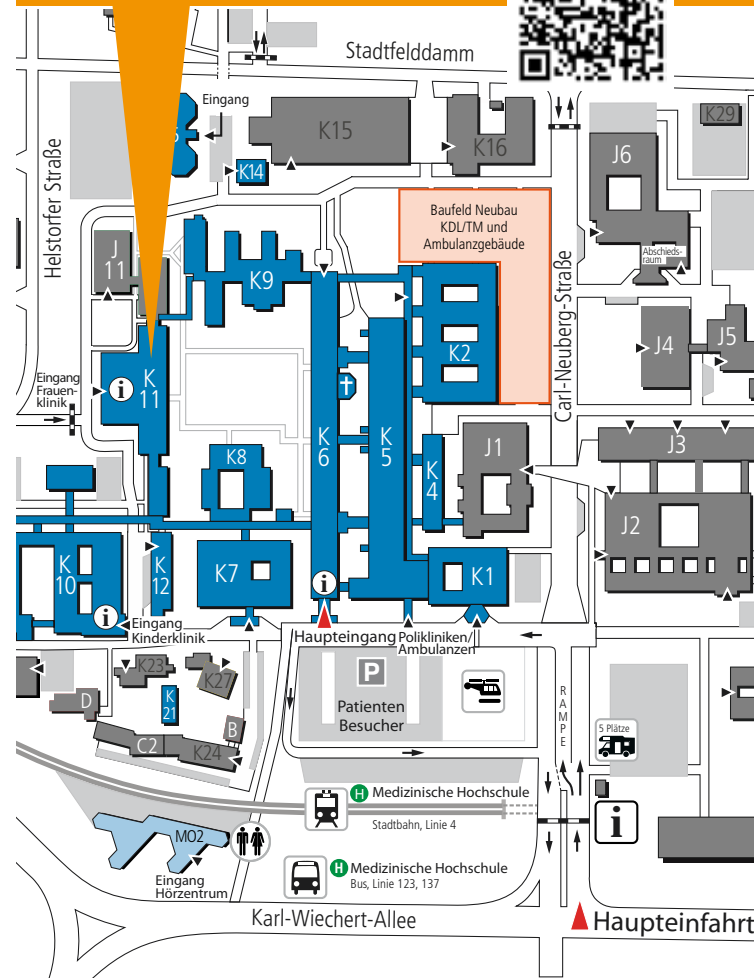 Stadtfelddamm
Eingang
K15
K16
K29
K14
J6
Helstorfer Straße
Baufeld Neubau
KDL/TM und
Ambulanzgebäude
Abschieds-
raum
J
11
K9
Carl-Neuberg-Straße
K2
J4
J5
Eingang
Frauen-
klinik
K
11
i
K
6
K
5
K8
K
4
J1
J3
J2
K
10
K
12
K7
K1
i
i
Eingang
Kinderklinik
Haupteingang
Polikliniken/
Ambulanzen
K23
K27
P
Patienten
Besucher
D
K
21
B
C2
K24
RAMPE
5 Plätze
H Medizinische Hochschule
Stadtbahn, Linie 4
i
MO2
Eingang
Hörzentrum
H Medizinische Hochschule
Bus, Linie 123, 137
Karl-Wiechert-Allee
Haupteinfahrt